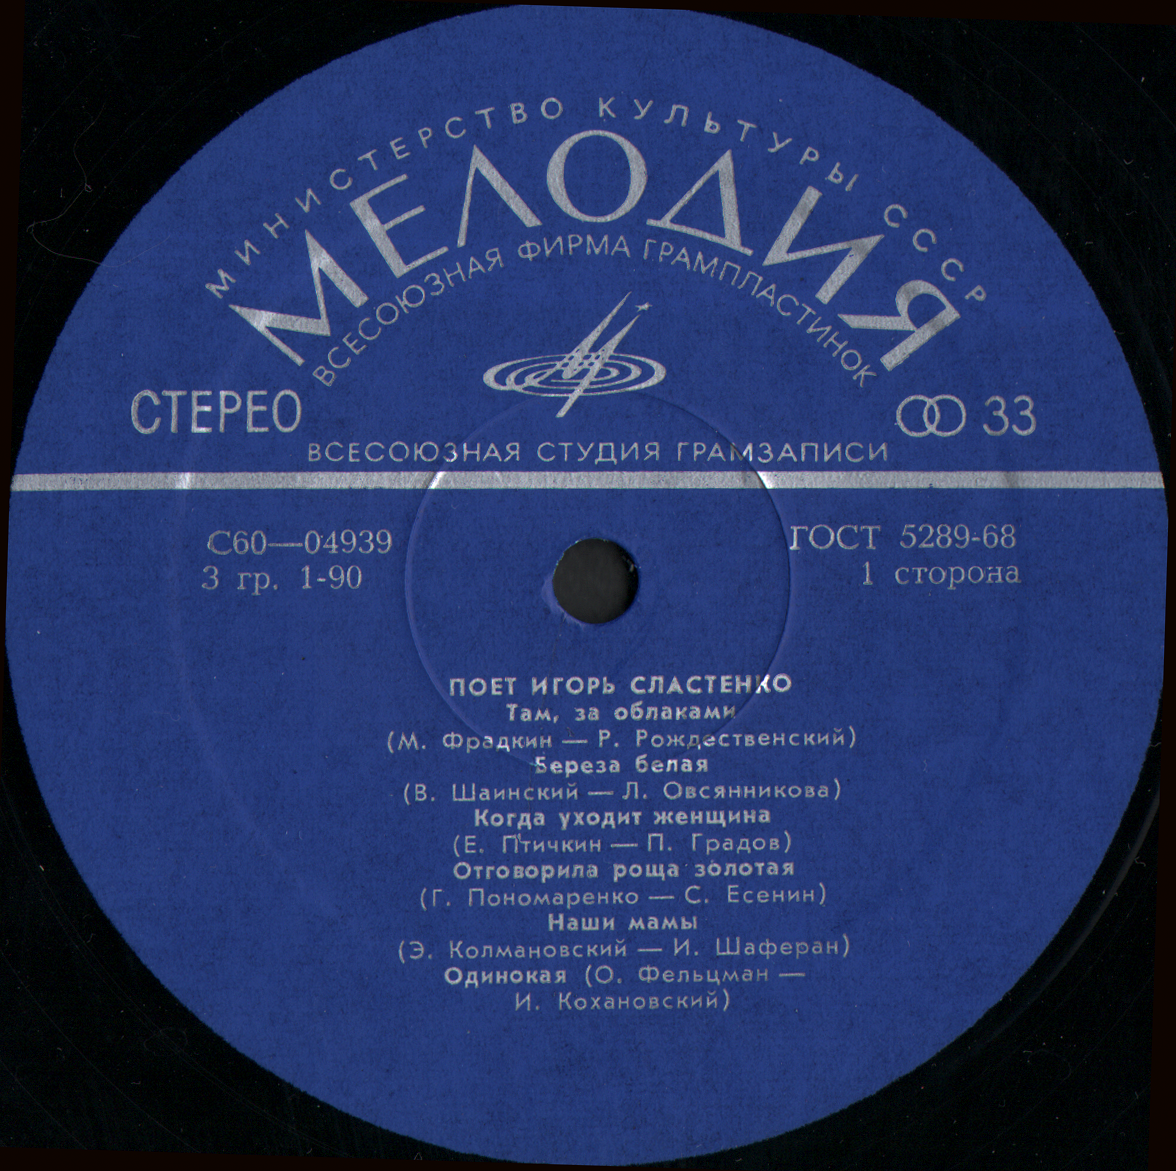 МИНИСТЕРСТВО КУЛЬТУРЫ СССР
МЕЛОДИЯ
ВСЕСОЮЗНАЯ ФИРМА ГРАМПЛАСТИНОК
СТЕРЕО
33
ВСЕСОЮЗНАЯ СТУДИЯ ГРАМЗАПИСИ
С60—04939
ГОСТ 5289-68
3 гр. 1-90
1 сторона
ПОЕТ ИГОРЬ СЛАСТЕНКО
Там, за облаками
(М. Фрадкин — Р. Рождественский)
Береза белая
(В. Шаинский — Л. Овсянникова)
Когда уходит женщина
(Е. Птичкин — П. Градов)
Отговорила роща золотая
(Г. Пономаренко — С. Есенин)
Наши мамы
(Э. Колмановский — И. Шаферан)
Одинокая (О. Фельцман —
И. Кохановский)